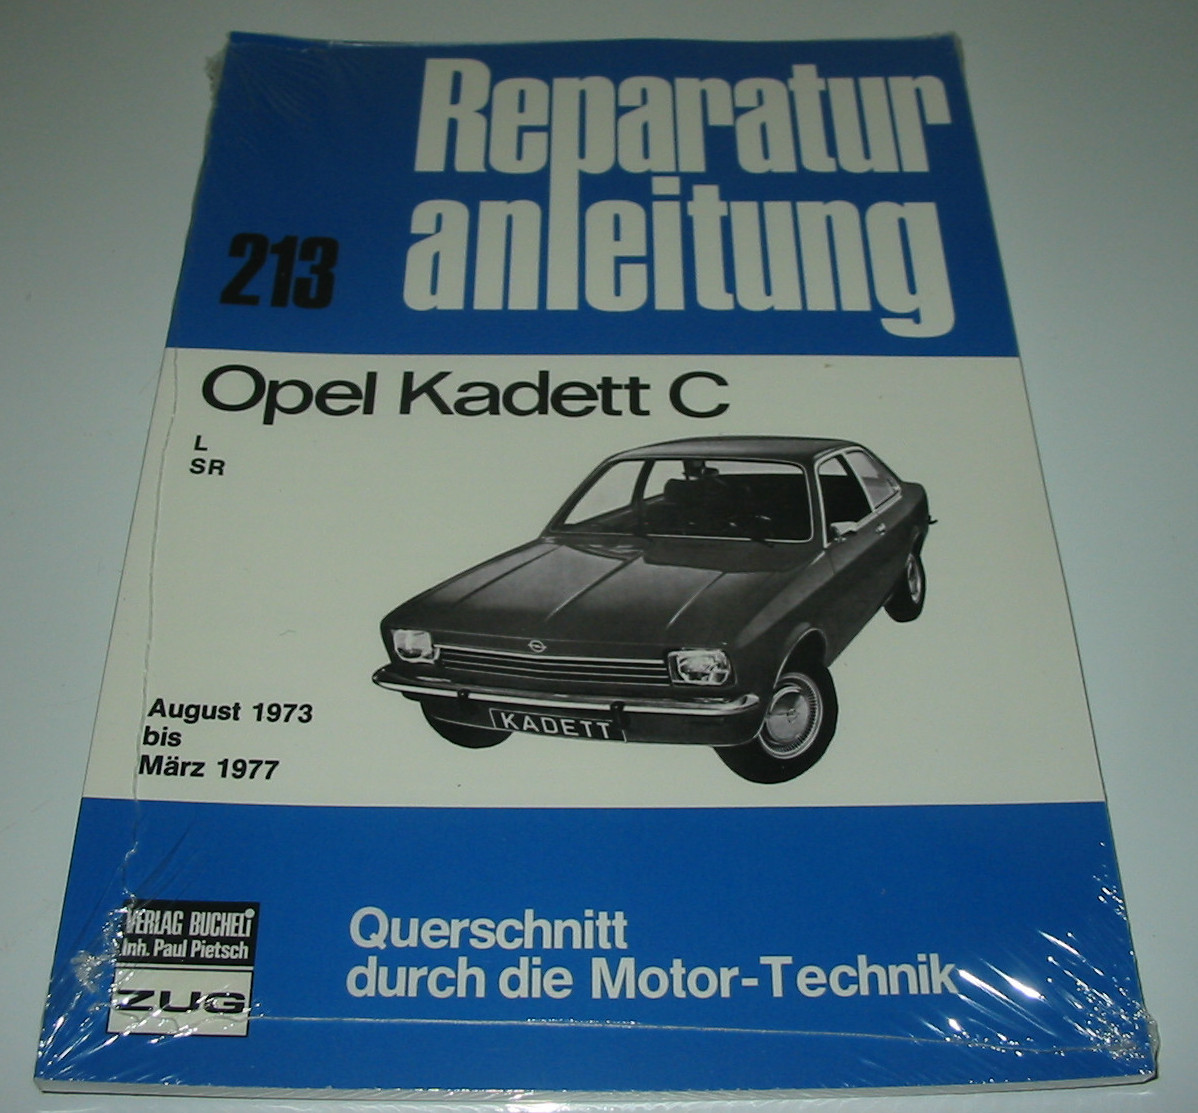 Reparatur
anleitung
213
Opel Kadett C
L
SR
KADETT
August 1973
bis
März 1977
VERLAG BUCHELI
Inh. Paul Pietsch
ZUG
Querschnitt
durch die Motor-Technik